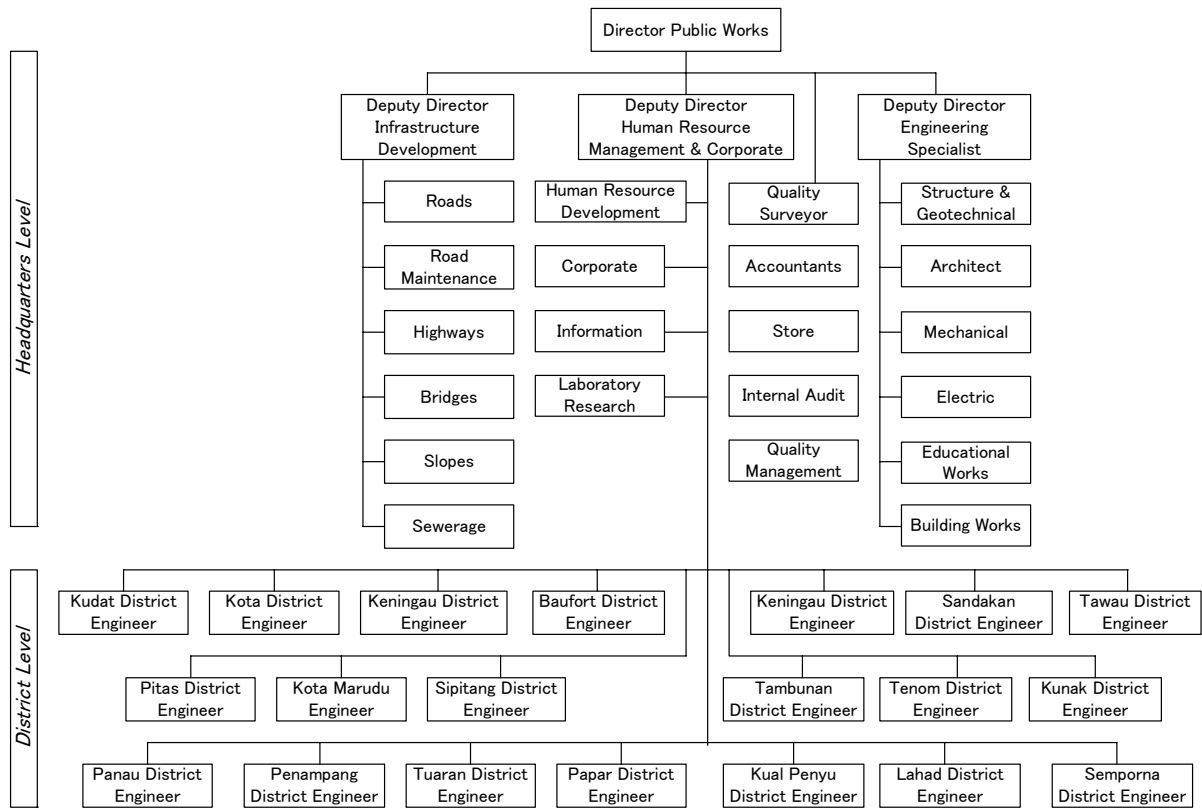 Director Public Works
Headquarters Level
Deputy Director
Infrastructure
Development
Deputy Director
Human Resource
Management & Corporate
Deputy Director
Engineering
Specialist
Roads
Road
Maintenance
Highways
Bridges
Slopes
Sewerage
Human Resource
Development
Corporate
Information
Laboratory
Research
Quality
Surveyor
Accountants
Store
Internal Audit
Quality
Management
Structure &
Geotechnical
Architect
Mechanical
Electric
Educational
Works
Building Works
District Level
Kudat District
Engineer
Kota District
Engineer
Keningau District
Engineer
Baufort District
Engineer
Keningau District
Engineer
Sandakan
District Engineer
Tawau District
Engineer
Pitas District
Engineer
Kota Marudu
Engineer
Sipitang District
Engineer
Tambunan
District Engineer
Tenom District
Engineer
Kunak District
Engineer
Panau District
Engineer
Penampang
District Engineer
Tuaran District
Engineer
Papar District
Engineer
Kual Penyu
District Engineer
Lahad District
Engineer
Semporna
District Engineer